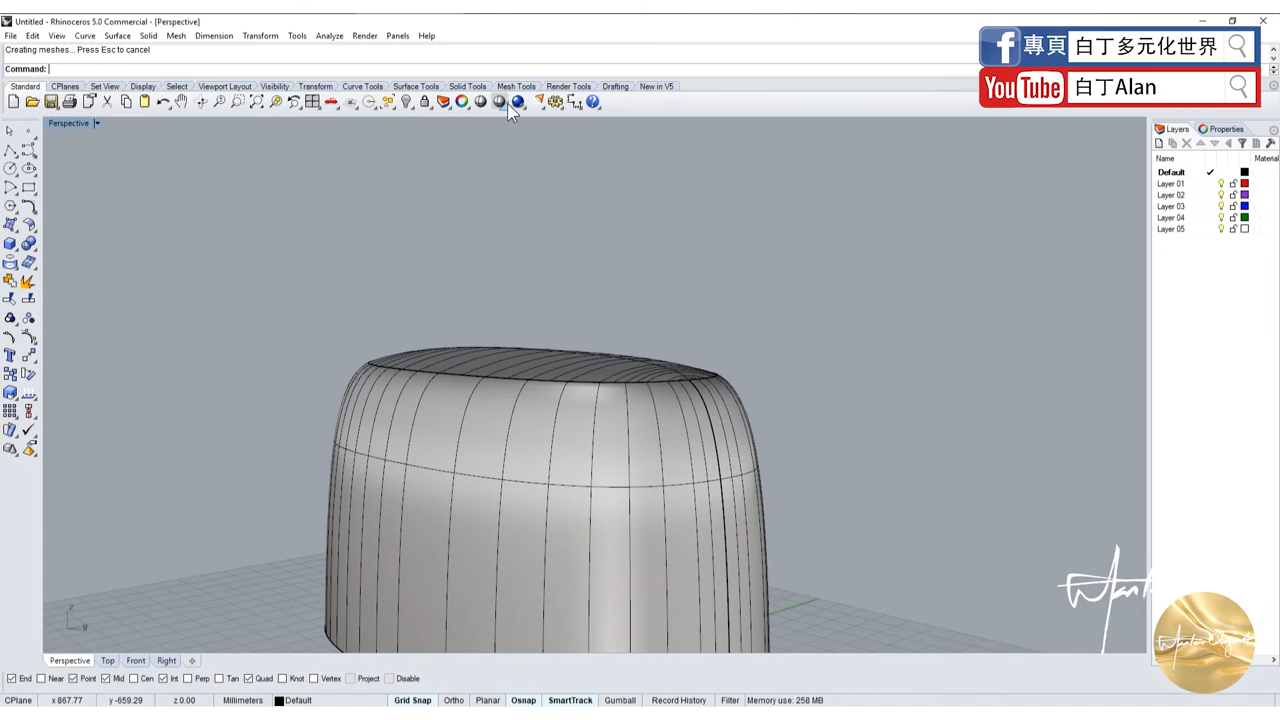 Untitled - Rhinoceros 5.0 Commercial - [Perspective]
File Edit View Curve Surface Solid Mesh Dimension Transform Tools Analyze Render Panels Help
Creating meshes... Press Esc to cancel
Command:
Standard CPlanes Set View Display Select Viewport Layout Visibility Transform Curve Tools Surface Tools Solid Tools Mesh Tools Render Tools Drafting New in V5
f 專頁 白丁多元化世界
YouTube 白丁Alan
Perspective
Layers Properties
Name Material
Default
Layer 01
Layer 02
Layer 03
Layer 04
Layer 05
z
y
Perspective Top Front Right
End Near Point Mid Cen Int Perp Tan Quad Knot Vertex Project Disable
CPlane x 867.77 y -659.29 z 0.00 Millimeters Default Grid Snap Ortho Planar Osnap SmartTrack Gumball Record History Filter Memory use: 258 MB